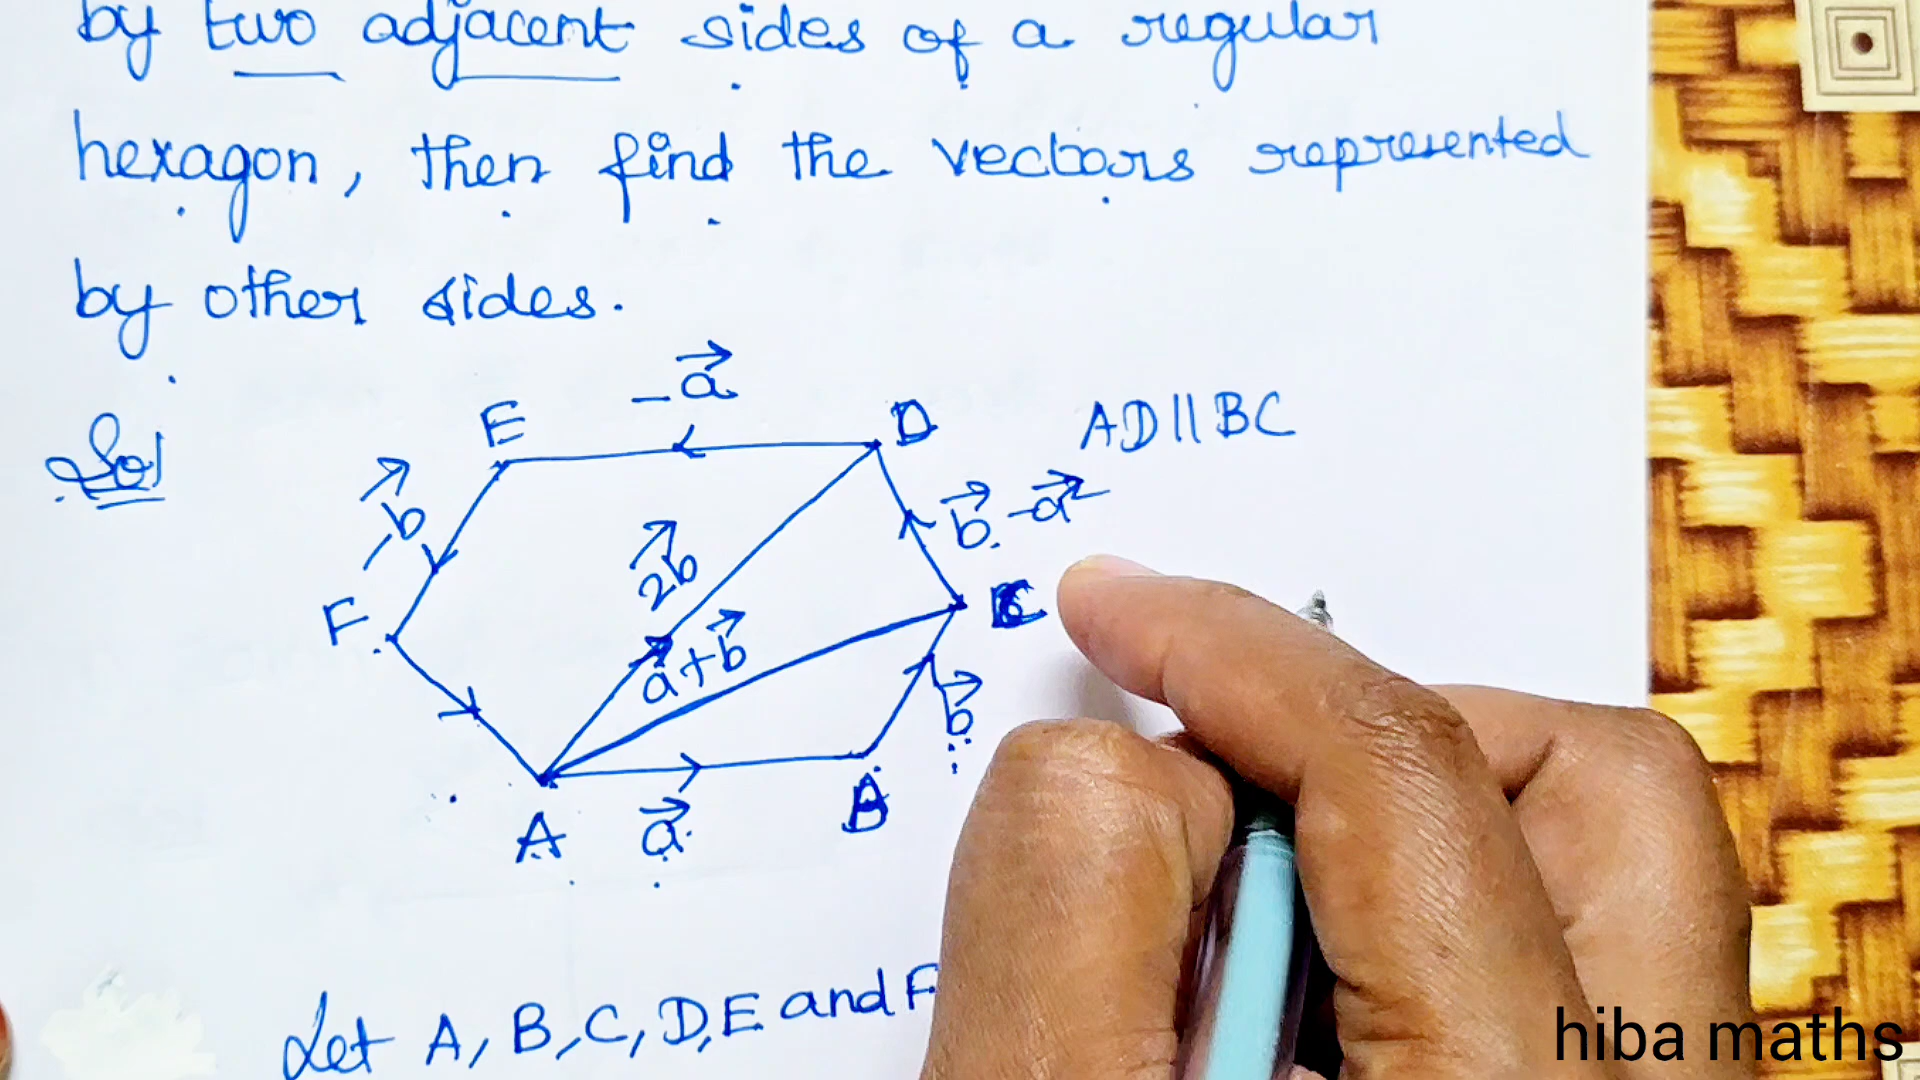 by two adjacent sides of a regular
hexagon, then find the vectors represented
by other sides.
Sol
-a⃗
E
D
AD||BC
-b⃗
b⃗-a⃗
2b⃗
F
C
a⃗+b⃗
b⃗
A
a⃗
B
Let A, B, C, D, E and F
hiba maths